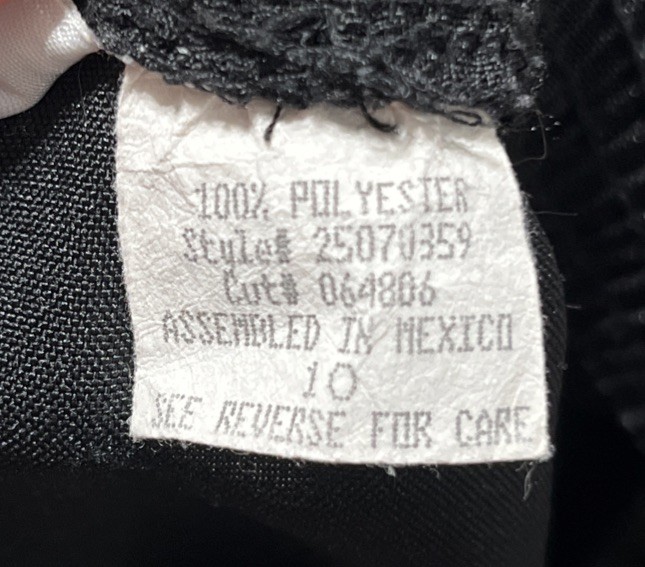 100% POLYESTER
Style# 25070359
Cut# 064806
ASSEMBLED IN MEXICO
10
SEE REVERSE FOR CARE